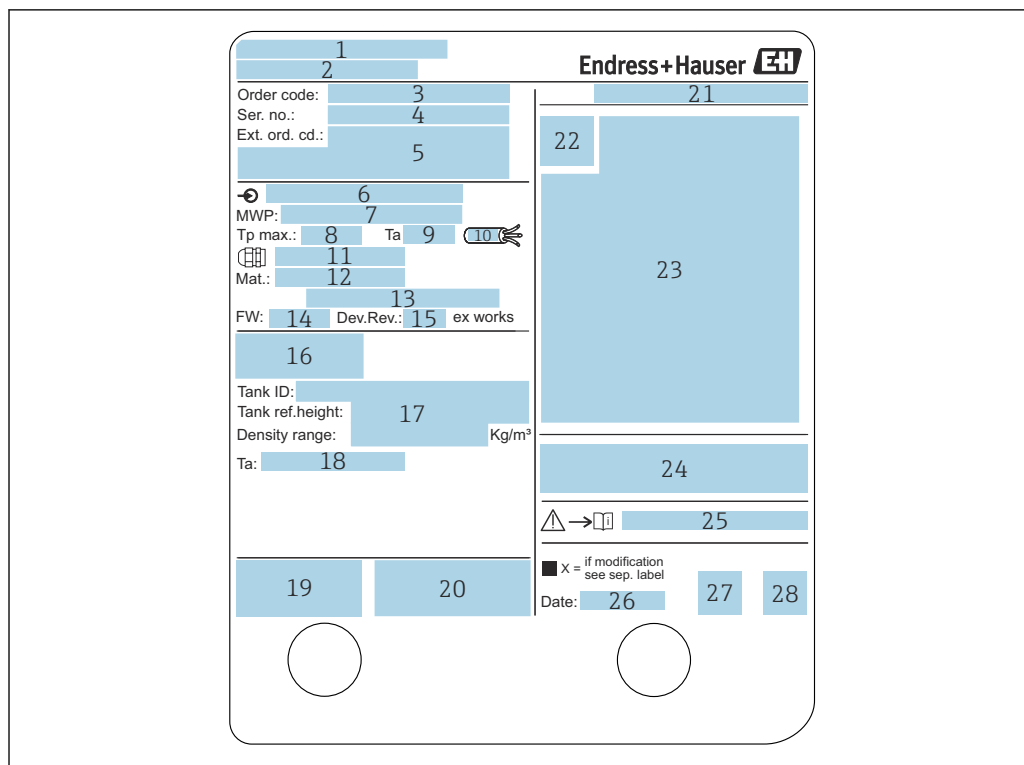 1
2
Endress+Hauser EH
Order code: 3
Ser. no.: 4
Ext. ord. cd.:
5
6
MWP: 7
Tp max.: 8 Ta 9 10
11
Mat.: 12
13
FW: 14 Dev.Rev.: 15 ex works
16
Tank ID:
Tank ref.height: 17
Density range: Kg/m³
Ta: 18
19 20
21
22
23
24
25
X = if modification
see sep. label
Date: 26 27 28